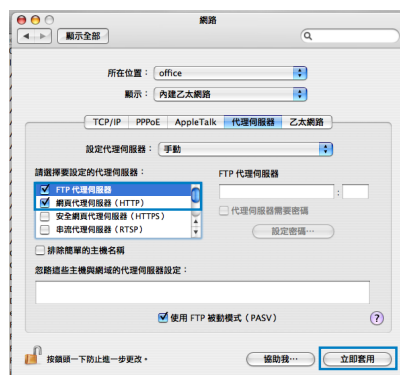 網路
顯示全部
所在位置： office
顯示： 內建乙太網路
TCP/IP PPPoE AppleTalk 代理伺服器 乙太網路
設定代理伺服器： 手動
請選擇要設定的代理伺服器：
FTP 代理伺服器
網頁代理伺服器（HTTP）
安全網頁代理伺服器（HTTPS）
串流代理伺服器（RTSP）
FTP 代理伺服器
:
代理伺服器需要密碼
設定密碼⋯
排除簡單的主機名稱
忽略這些主機與網域的代理伺服器設定：
使用 FTP 被動模式（PASV）
?
按鎖頭一下防止進一步更改。
協助我⋯
立即套用